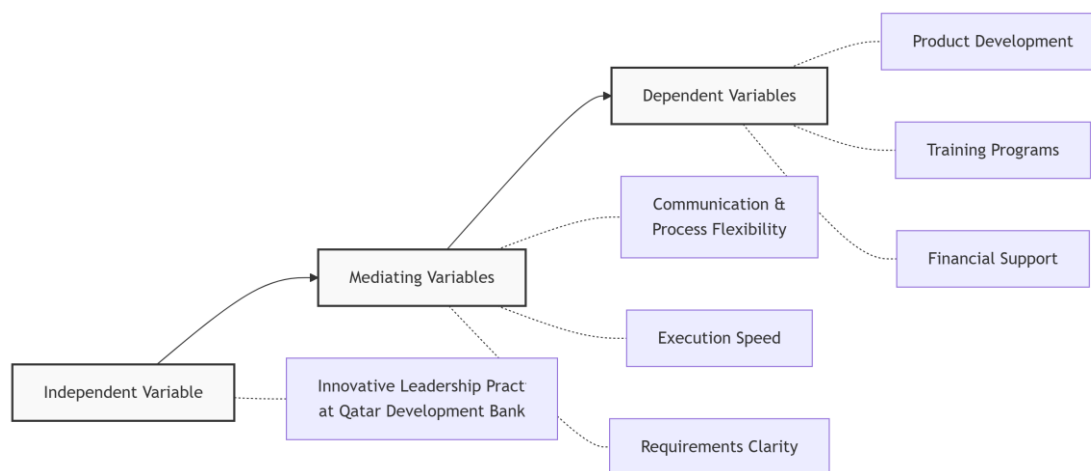 Product Development
Dependent Variables
Training Programs
Communication &
Process Flexibility
Financial Support
Mediating Variables
Execution Speed
Independent Variable
Innovative Leadership Pract
at Qatar Development Bank
Requirements Clarity